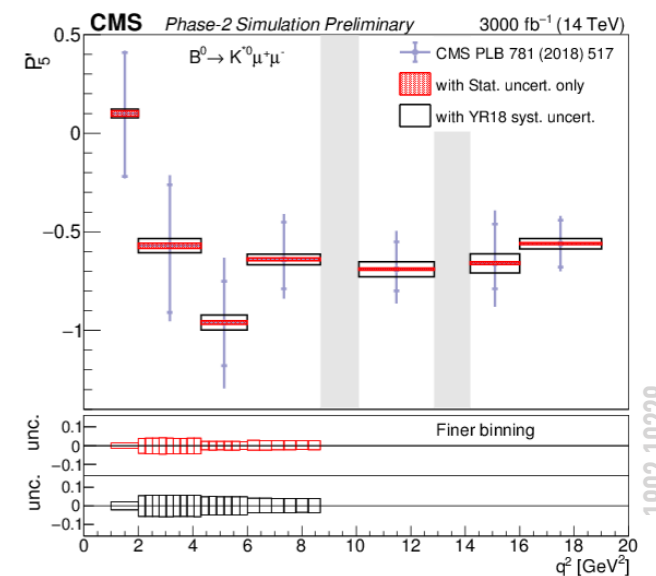 CMS Phase-2 Simulation Preliminary 3000 fb⁻¹ (14 TeV)
P'₅
B⁰→ K*⁰μ⁺μ⁻
CMS PLB 781 (2018) 517
with Stat. uncert. only
with YR18 syst. uncert.
0.5
0
−0.5
−1
Finer binning
unc.
0.1
0
−0.1
unc.
0.1
0
−0.1
0 2 4 6 8 10 12 14 16 18 20
q² [GeV²]
1902.10229